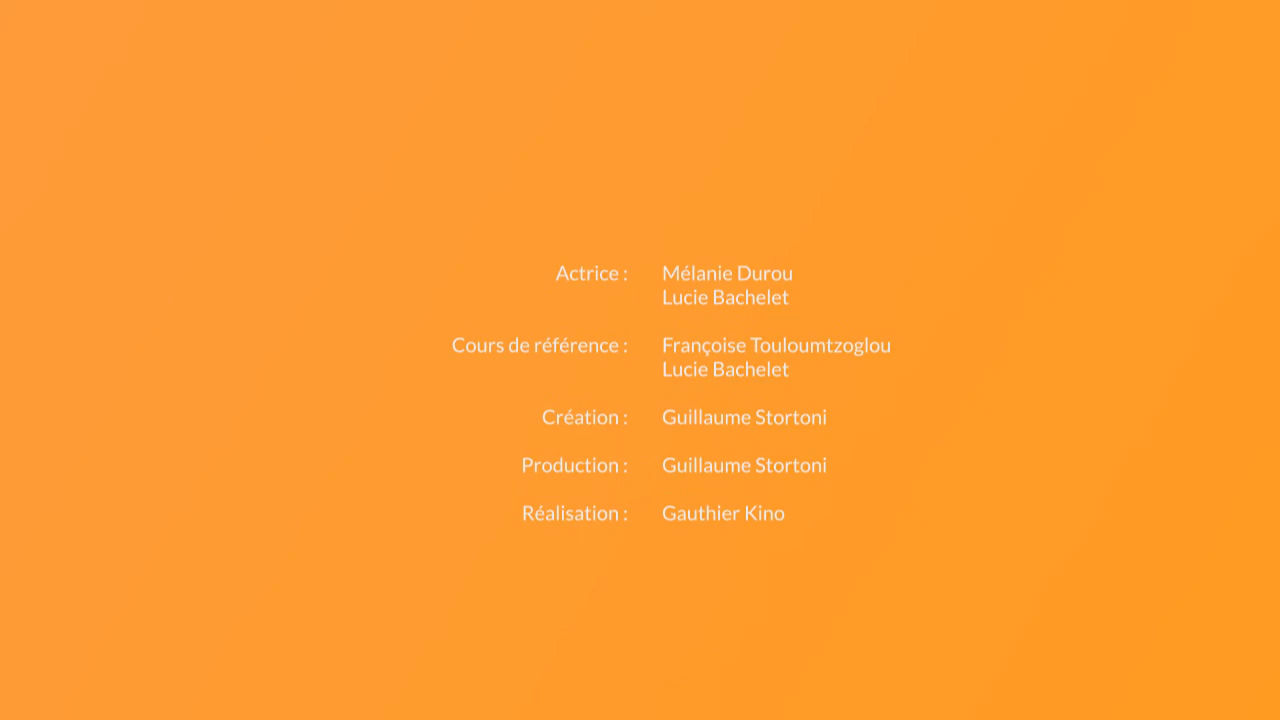 Actrice : Mélanie Durou
Lucie Bachelet
Cours de référence : Françoise Touloumtzoglou
Lucie Bachelet
Création : Guillaume Stortoni
Production : Guillaume Stortoni
Réalisation : Gauthier Kino